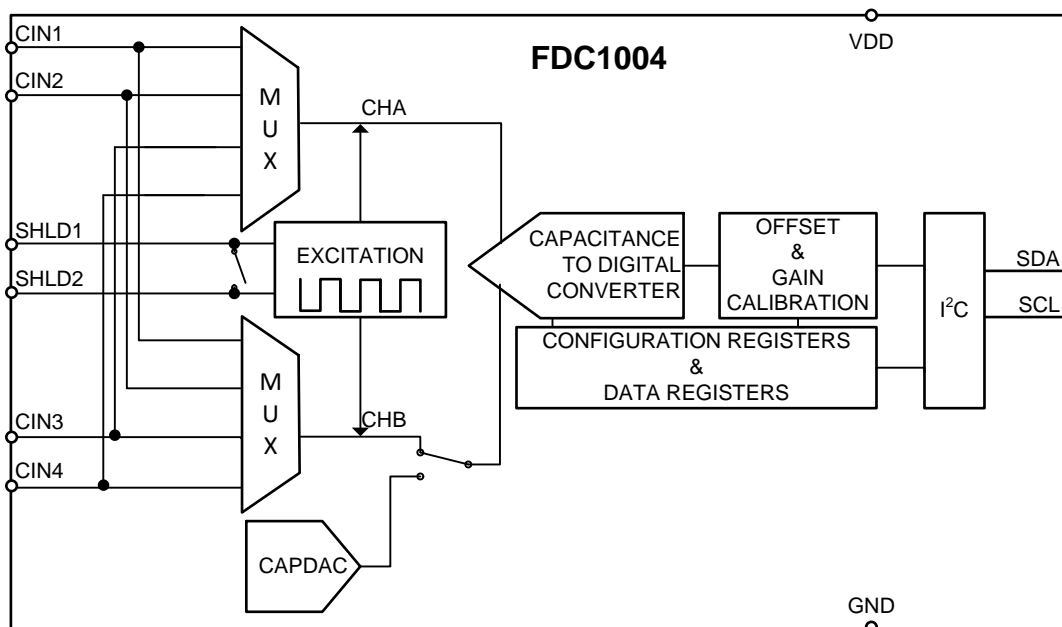 CIN1
FDC1004
VDD
CIN2
M
U
X
CHA
SHLD1
SHLD2
EXCITATION
CAPACITANCE
TO DIGITAL
CONVERTER
OFFSET
&
GAIN
CALIBRATION
I²C
SDA
SCL
CONFIGURATION REGISTERS
&
DATA REGISTERS
M
U
X
CHB
CIN3
CIN4
CAPDAC
GND